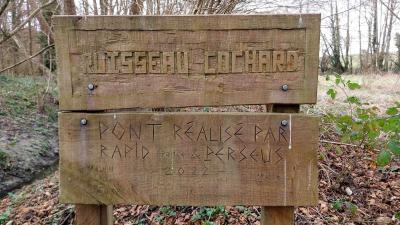 RUISSEAU COCHARD
PONT RÉALISÉ PAR
RAPID & PERSEUS
- 2022 -